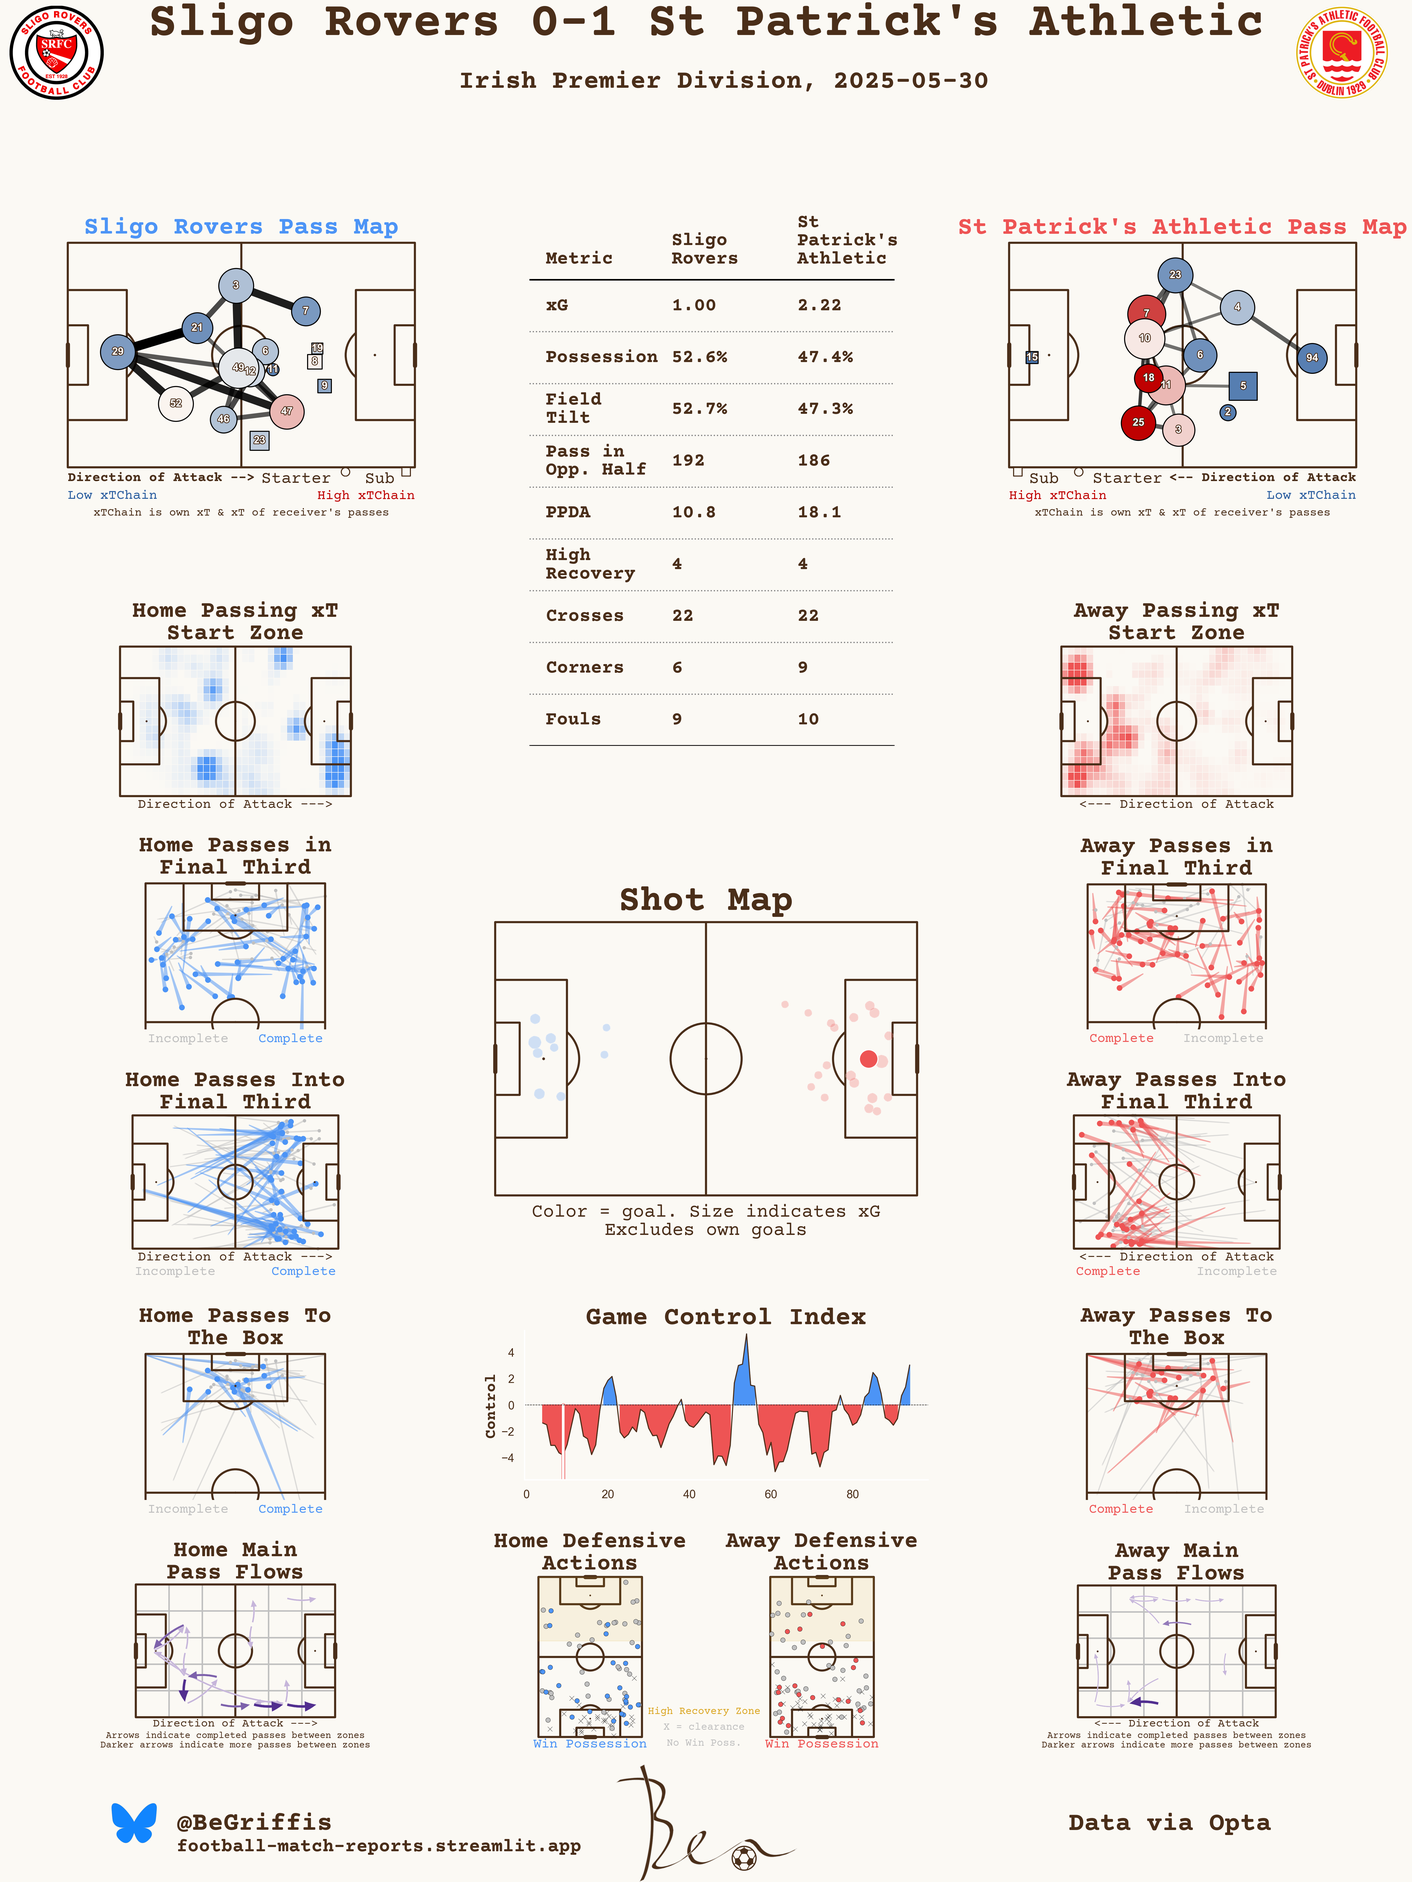 Sligo Rovers 0-1 St Patrick's Athletic
Irish Premier Division, 2025-05-30
SLIGO ROVERS
SRFC
EST 1928
FOOTBALL CLUB
ST PATRICK'S ATHLETIC FOOTBALL CLUB
DUBLIN 1929
Sligo Rovers Pass Map
3
7
21
29
6
19
8
49
12
11
9
52
46
47
23
Direction of Attack --> Starter Sub
Low xTChain High xTChain
xTChain is own xT & xT of receiver's passes
Metric Sligo Rovers St Patrick's Athletic
xG 1.00 2.22
Possession 52.6% 47.4%
Field Tilt 52.7% 47.3%
Pass in Opp. Half 192 186
PPDA 10.8 18.1
High Recovery 4 4
Crosses 22 22
Corners 6 9
Fouls 9 10
St Patrick's Athletic Pass Map
23
7
4
10
15
6
94
18
11
5
25
2
3
Sub Starter <-- Direction of Attack
High xTChain Low xTChain
xTChain is own xT & xT of receiver's passes
Home Passing xT
Start Zone
Direction of Attack --->
Away Passing xT
Start Zone
<--- Direction of Attack
Home Passes in
Final Third
Incomplete Complete
Away Passes in
Final Third
Complete Incomplete
Shot Map
Color = goal. Size indicates xG
Excludes own goals
Home Passes Into
Final Third
Direction of Attack --->
Incomplete Complete
Away Passes Into
Final Third
<--- Direction of Attack
Complete Incomplete
Home Passes To
The Box
Incomplete Complete
Game Control Index
Control
4
2
0
−2
−4
0 20 40 60 80
Away Passes To
The Box
Complete Incomplete
Home Main
Pass Flows
Direction of Attack --->
Arrows indicate completed passes between zones
Darker arrows indicate more passes between zones
Home Defensive
Actions
Win Possession
Away Defensive
Actions
Win Possession
High Recovery Zone
X = clearance
No Win Poss.
Away Main
Pass Flows
<--- Direction of Attack
Arrows indicate completed passes between zones
Darker arrows indicate more passes between zones
@BeGriffis
football-match-reports.streamlit.app
Ben
Data via Opta